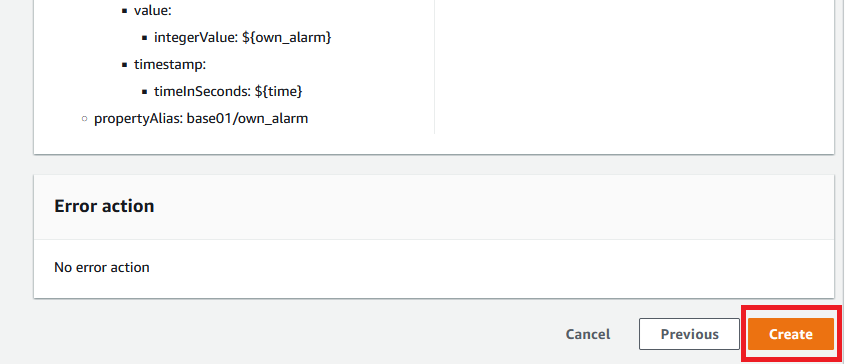 value:
integerValue: ${own_alarm}
timestamp:
timeInSeconds: ${time}
propertyAlias: base01/own_alarm
Error action
No error action
Cancel
Previous
Create